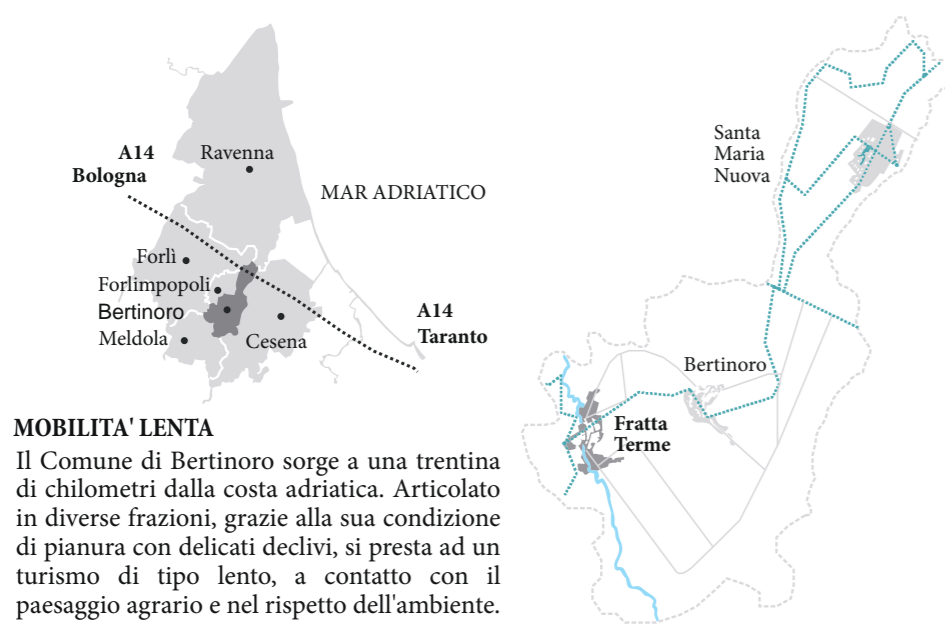 A14
Bologna
Ravenna
MAR ADRIATICO
Forlì
Forlimpopoli
Bertinoro
Meldola
Cesena
A14
Taranto
MOBILITA' LENTA
Il Comune di Bertinoro sorge a una trentina
di chilometri dalla costa adriatica. Articolato
in diverse frazioni, grazie alla sua condizione
di pianura con delicati declivi, si presta ad un
turismo di tipo lento, a contatto con il
paesaggio agrario e nel rispetto dell'ambiente.
Santa
Maria
Nuova
Bertinoro
Fratta
Terme